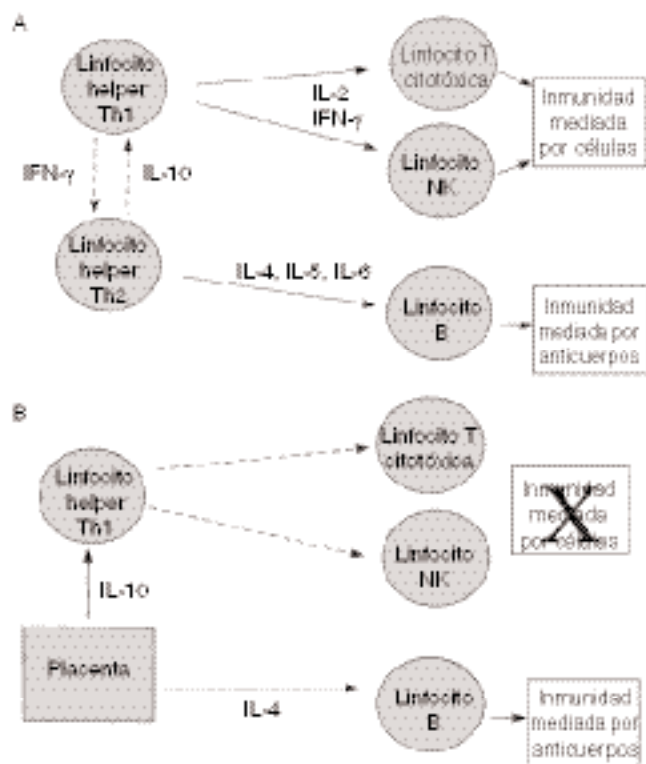 A
Linfocito
helper
Th1
Linfocito T
citotóxica
IL-2
IFN-γ
Inmunidad
mediada
por células
Linfocito
NK
IFN-γ
IL-10
Linfocito
helper
Th2
IL-4, IL-5, IL-6
Linfocito
B
Inmunidad
mediada por
anticuerpos
B
Linfocito T
citotóxica
Linfocito
helper
Th1
Inmunidad
mediada
por células
X
Linfocito
NK
IL-10
Placenta
IL-4
Linfocito
B
Inmunidad
mediada por
anticuerpos